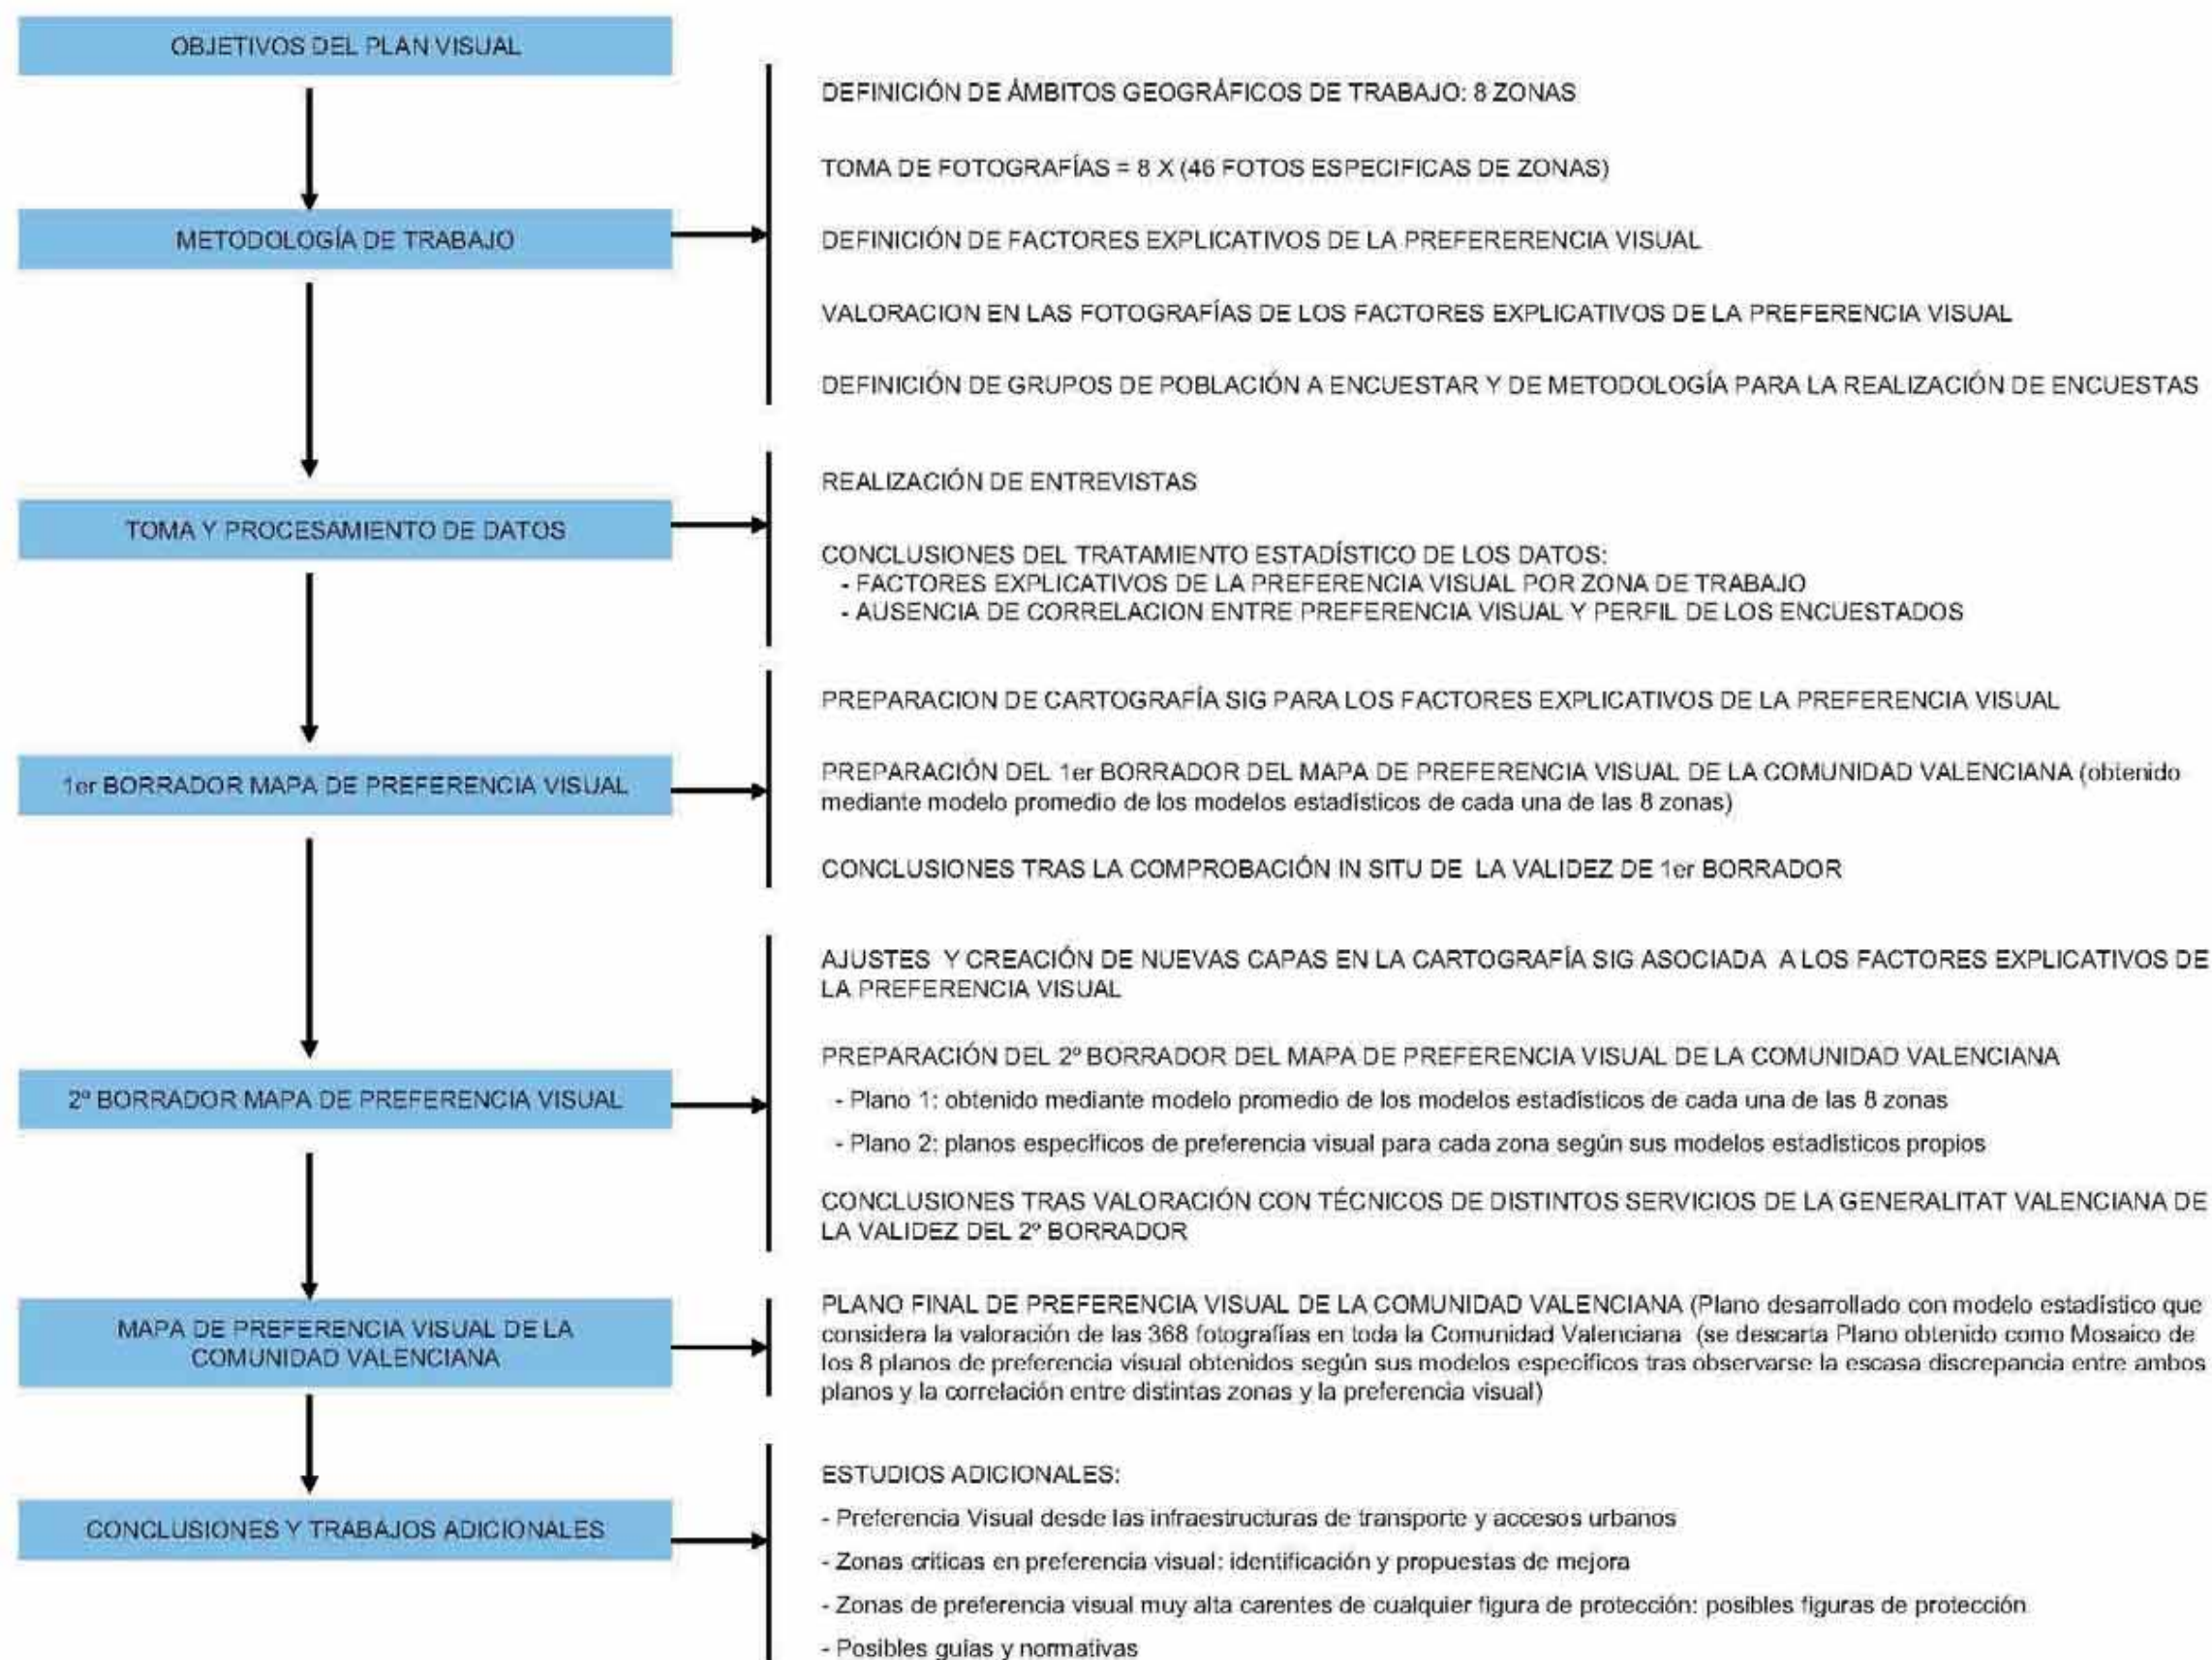 OBJETIVOS DEL PLAN VISUAL
DEFINICIÓN DE ÁMBITOS GEOGRÁFICOS DE TRABAJO: 8 ZONAS
TOMA DE FOTOGRAFÍAS = 8 X (46 FOTOS ESPECIFICAS DE ZONAS)
METODOLOGÍA DE TRABAJO
DEFINICIÓN DE FACTORES EXPLICATIVOS DE LA PREFERERENCIA VISUAL
VALORACION EN LAS FOTOGRAFÍAS DE LOS FACTORES EXPLICATIVOS DE LA PREFERENCIA VISUAL
DEFINICIÓN DE GRUPOS DE POBLACIÓN A ENCUESTAR Y DE METODOLOGÍA PARA LA REALIZACIÓN DE ENCUESTAS
TOMA Y PROCESAMIENTO DE DATOS
REALIZACIÓN DE ENTREVISTAS
CONCLUSIONES DEL TRATAMIENTO ESTADÍSTICO DE LOS DATOS:
- FACTORES EXPLICATIVOS DE LA PREFERENCIA VISUAL POR ZONA DE TRABAJO
- AUSENCIA DE CORRELACION ENTRE PREFERENCIA VISUAL Y PERFIL DE LOS ENCUESTADOS
1er BORRADOR MAPA DE PREFERENCIA VISUAL
PREPARACION DE CARTOGRAFÍA SIG PARA LOS FACTORES EXPLICATIVOS DE LA PREFERENCIA VISUAL
PREPARACIÓN DEL 1er BORRADOR DEL MAPA DE PREFERENCIA VISUAL DE LA COMUNIDAD VALENCIANA (obtenido
mediante modelo promedio de los modelos estadísticos de cada una de las 8 zonas)
CONCLUSIONES TRAS LA COMPROBACIÓN IN SITU DE LA VALIDEZ DE 1er BORRADOR
2º BORRADOR MAPA DE PREFERENCIA VISUAL
AJUSTES Y CREACIÓN DE NUEVAS CAPAS EN LA CARTOGRAFÍA SIG ASOCIADA A LOS FACTORES EXPLICATIVOS DE
LA PREFERENCIA VISUAL
PREPARACIÓN DEL 2º BORRADOR DEL MAPA DE PREFERENCIA VISUAL DE LA COMUNIDAD VALENCIANA
- Plano 1: obtenido mediante modelo promedio de los modelos estadísticos de cada una de las 8 zonas
- Plano 2: planos específicos de preferencia visual para cada zona según sus modelos estadísticos propios
CONCLUSIONES TRAS VALORACIÓN CON TÉCNICOS DE DISTINTOS SERVICIOS DE LA GENERALITAT VALENCIANA DE
LA VALIDEZ DEL 2º BORRADOR
MAPA DE PREFERENCIA VISUAL DE LA
COMUNIDAD VALENCIANA
PLANO FINAL DE PREFERENCIA VISUAL DE LA COMUNIDAD VALENCIANA (Plano desarrollado con modelo estadístico que
considera la valoración de las 368 fotografías en toda la Comunidad Valenciana (se descarta Plano obtenido como Mosaico de
los 8 planos de preferencia visual obtenidos según sus modelos específicos tras observarse la escasa discrepancia entre ambos
planos y la correlación entre distintas zonas y la preferencia visual)
CONCLUSIONES Y TRABAJOS ADICIONALES
ESTUDIOS ADICIONALES:
- Preferencia Visual desde las infraestructuras de transporte y accesos urbanos
- Zonas críticas en preferencia visual: identificación y propuestas de mejora
- Zonas de preferencia visual muy alta carentes de cualquier figura de protección: posibles figuras de protección
- Posibles guías y normativas